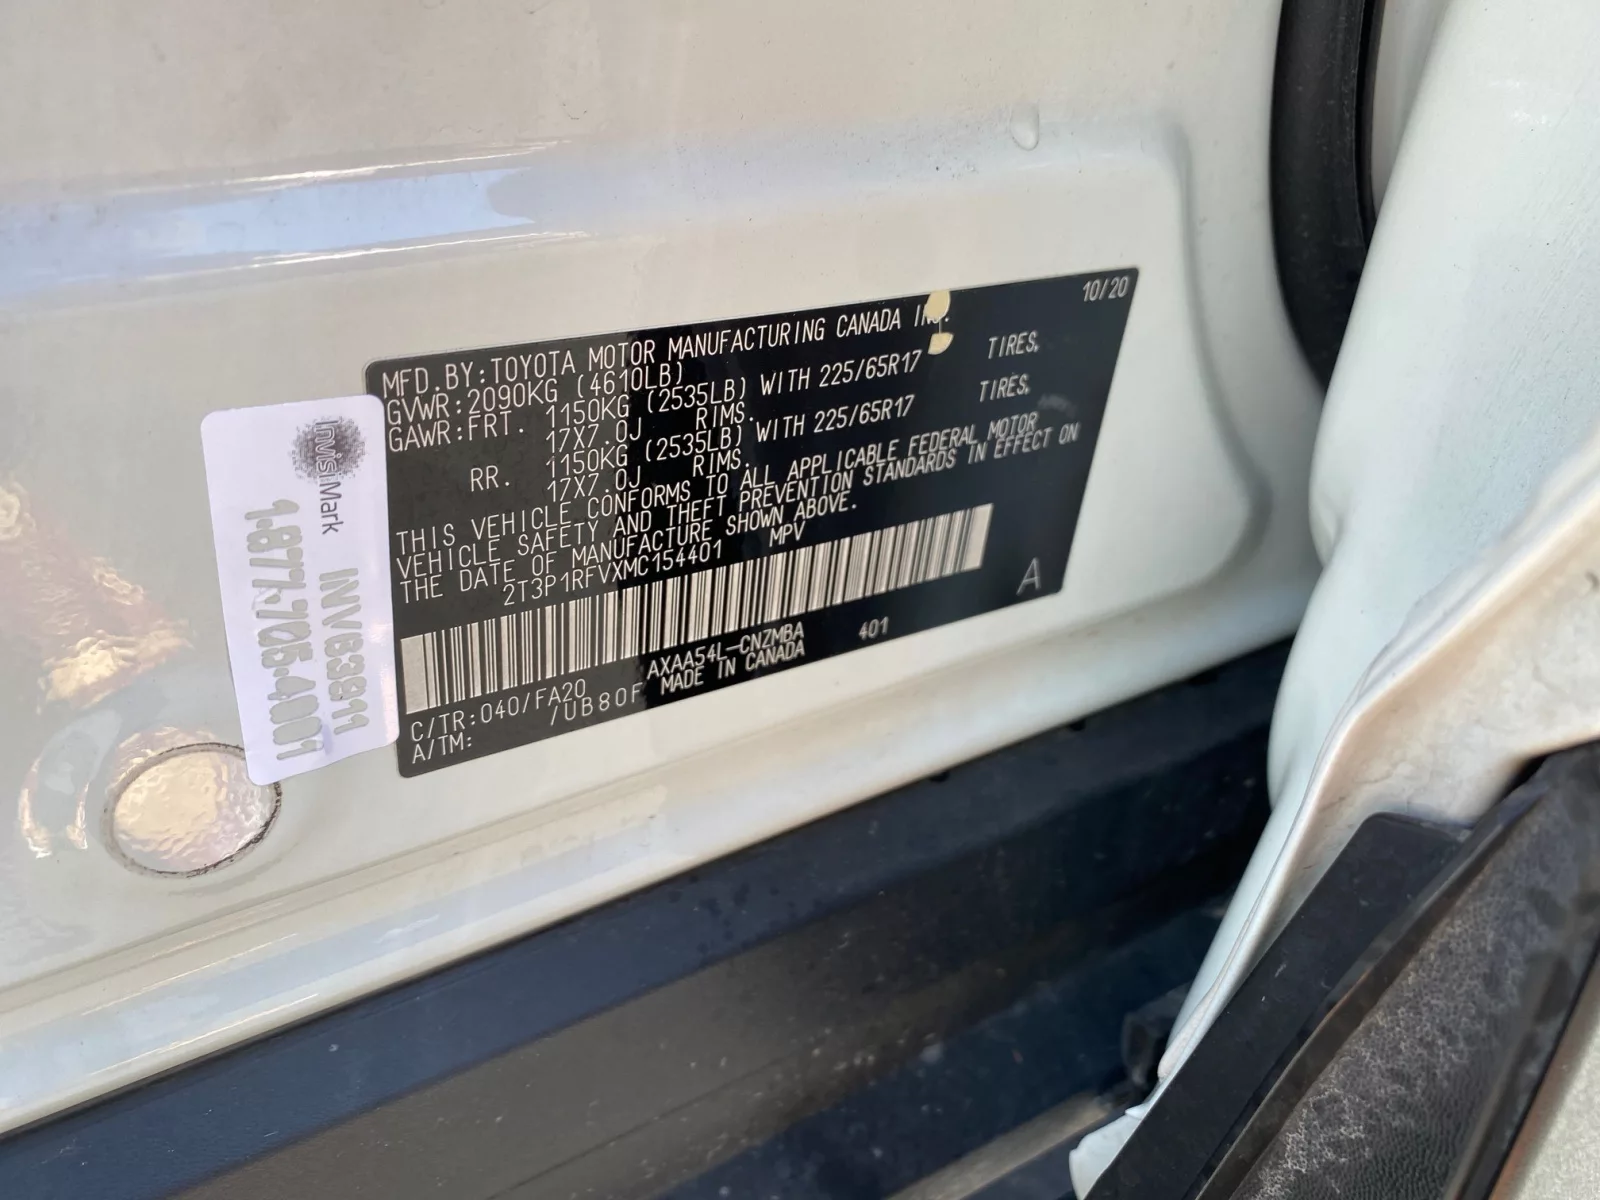 10/20
MFD.BY:TOYOTA MOTOR MANUFACTURING CANADA INC.
GVWR:2090KG (4610LB)
GAWR:FRT. 1150KG (2535LB) WITH 225/65R17 TIRES,
17X7.0J RIMS.
RR. 1150KG (2535LB) WITH 225/65R17 TIRES,
17X7.0J RIMS.
THIS VEHICLE CONFORMS TO ALL APPLICABLE FEDERAL MOTOR
VEHICLE SAFETY AND THEFT PREVENTION STANDARDS IN EFFECT ON
THE DATE OF MANUFACTURE SHOWN ABOVE.
2T3P1RFVXMC154401 MPV
A
C/TR:040/FA20 AXAA54L-CNZMBA 401
A/TM: /UB80F MADE IN CANADA
InvisiMark
INV63811
1.877.765.4001